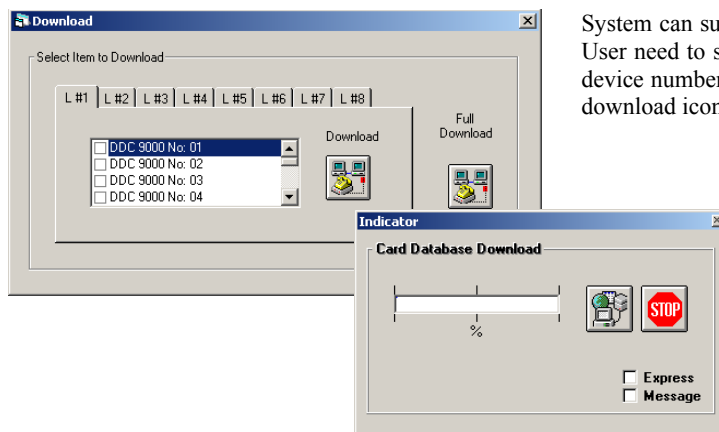 Download
Select Item to Download
L #1 L #2 L #3 L #4 L #5 L #6 L #7 L #8
DDC 9000 No: 01
DDC 9000 No: 02
DDC 9000 No: 03
DDC 9000 No: 04
Download
Full
Download
System can su
User need to s
device number
download icon
Indicator
Card Database Download
%
STOP
Express
Message